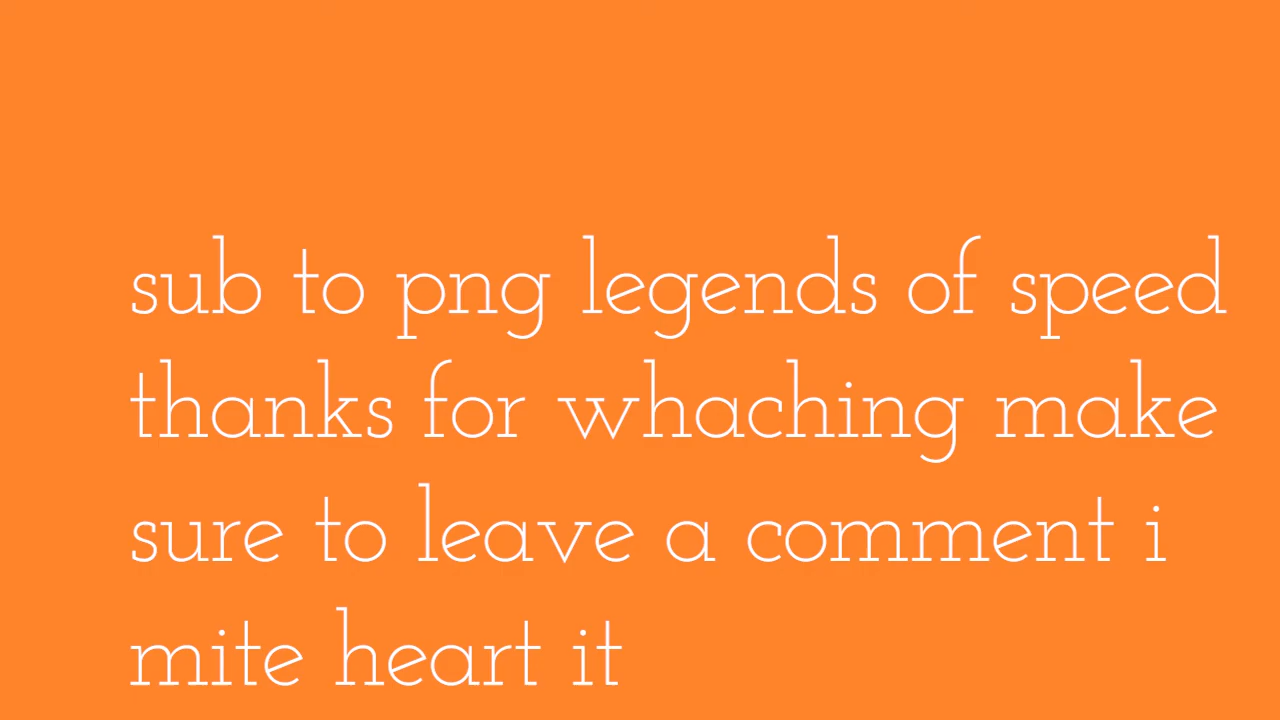 sub to png legends of speed
thanks for whaching make
sure to leave a comment i
mite heart it